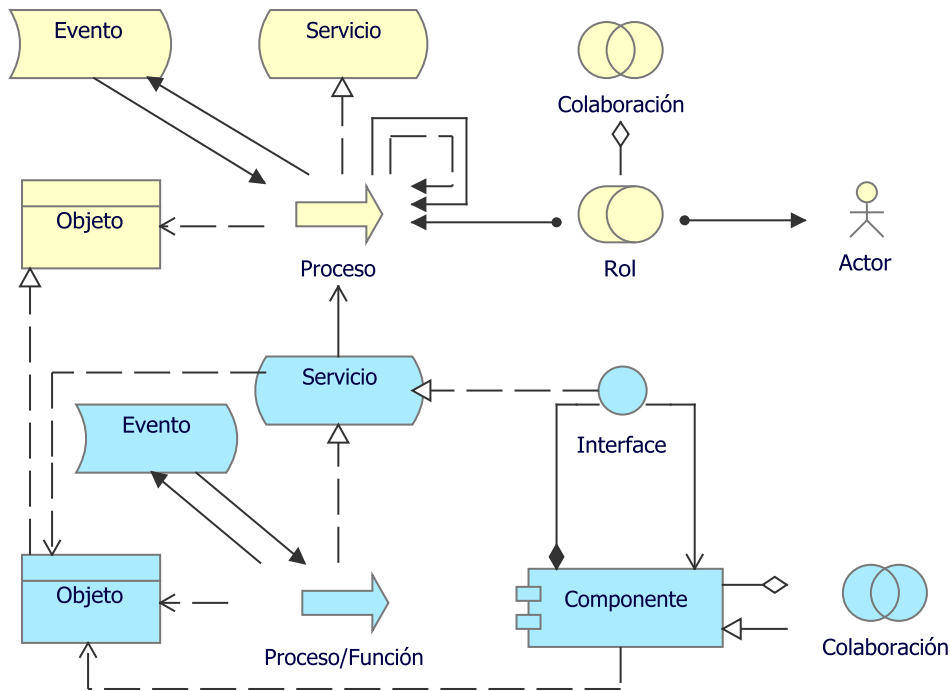 Evento
Servicio
Colaboración
Objeto
Proceso
Rol
Actor
Servicio
Evento
Interface
Objeto
Componente
Proceso/Función
Colaboración